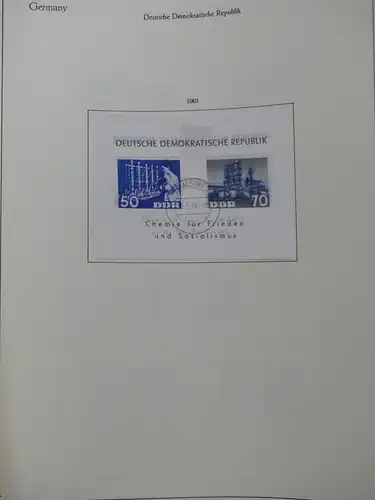 Germany
Deutsche Demokratische Republik
1963
DEUTSCHE DEMOKRATISCHE REPUBLIK
50 DDR
DDR 70
Chemie für Frieden
und Sozialismus